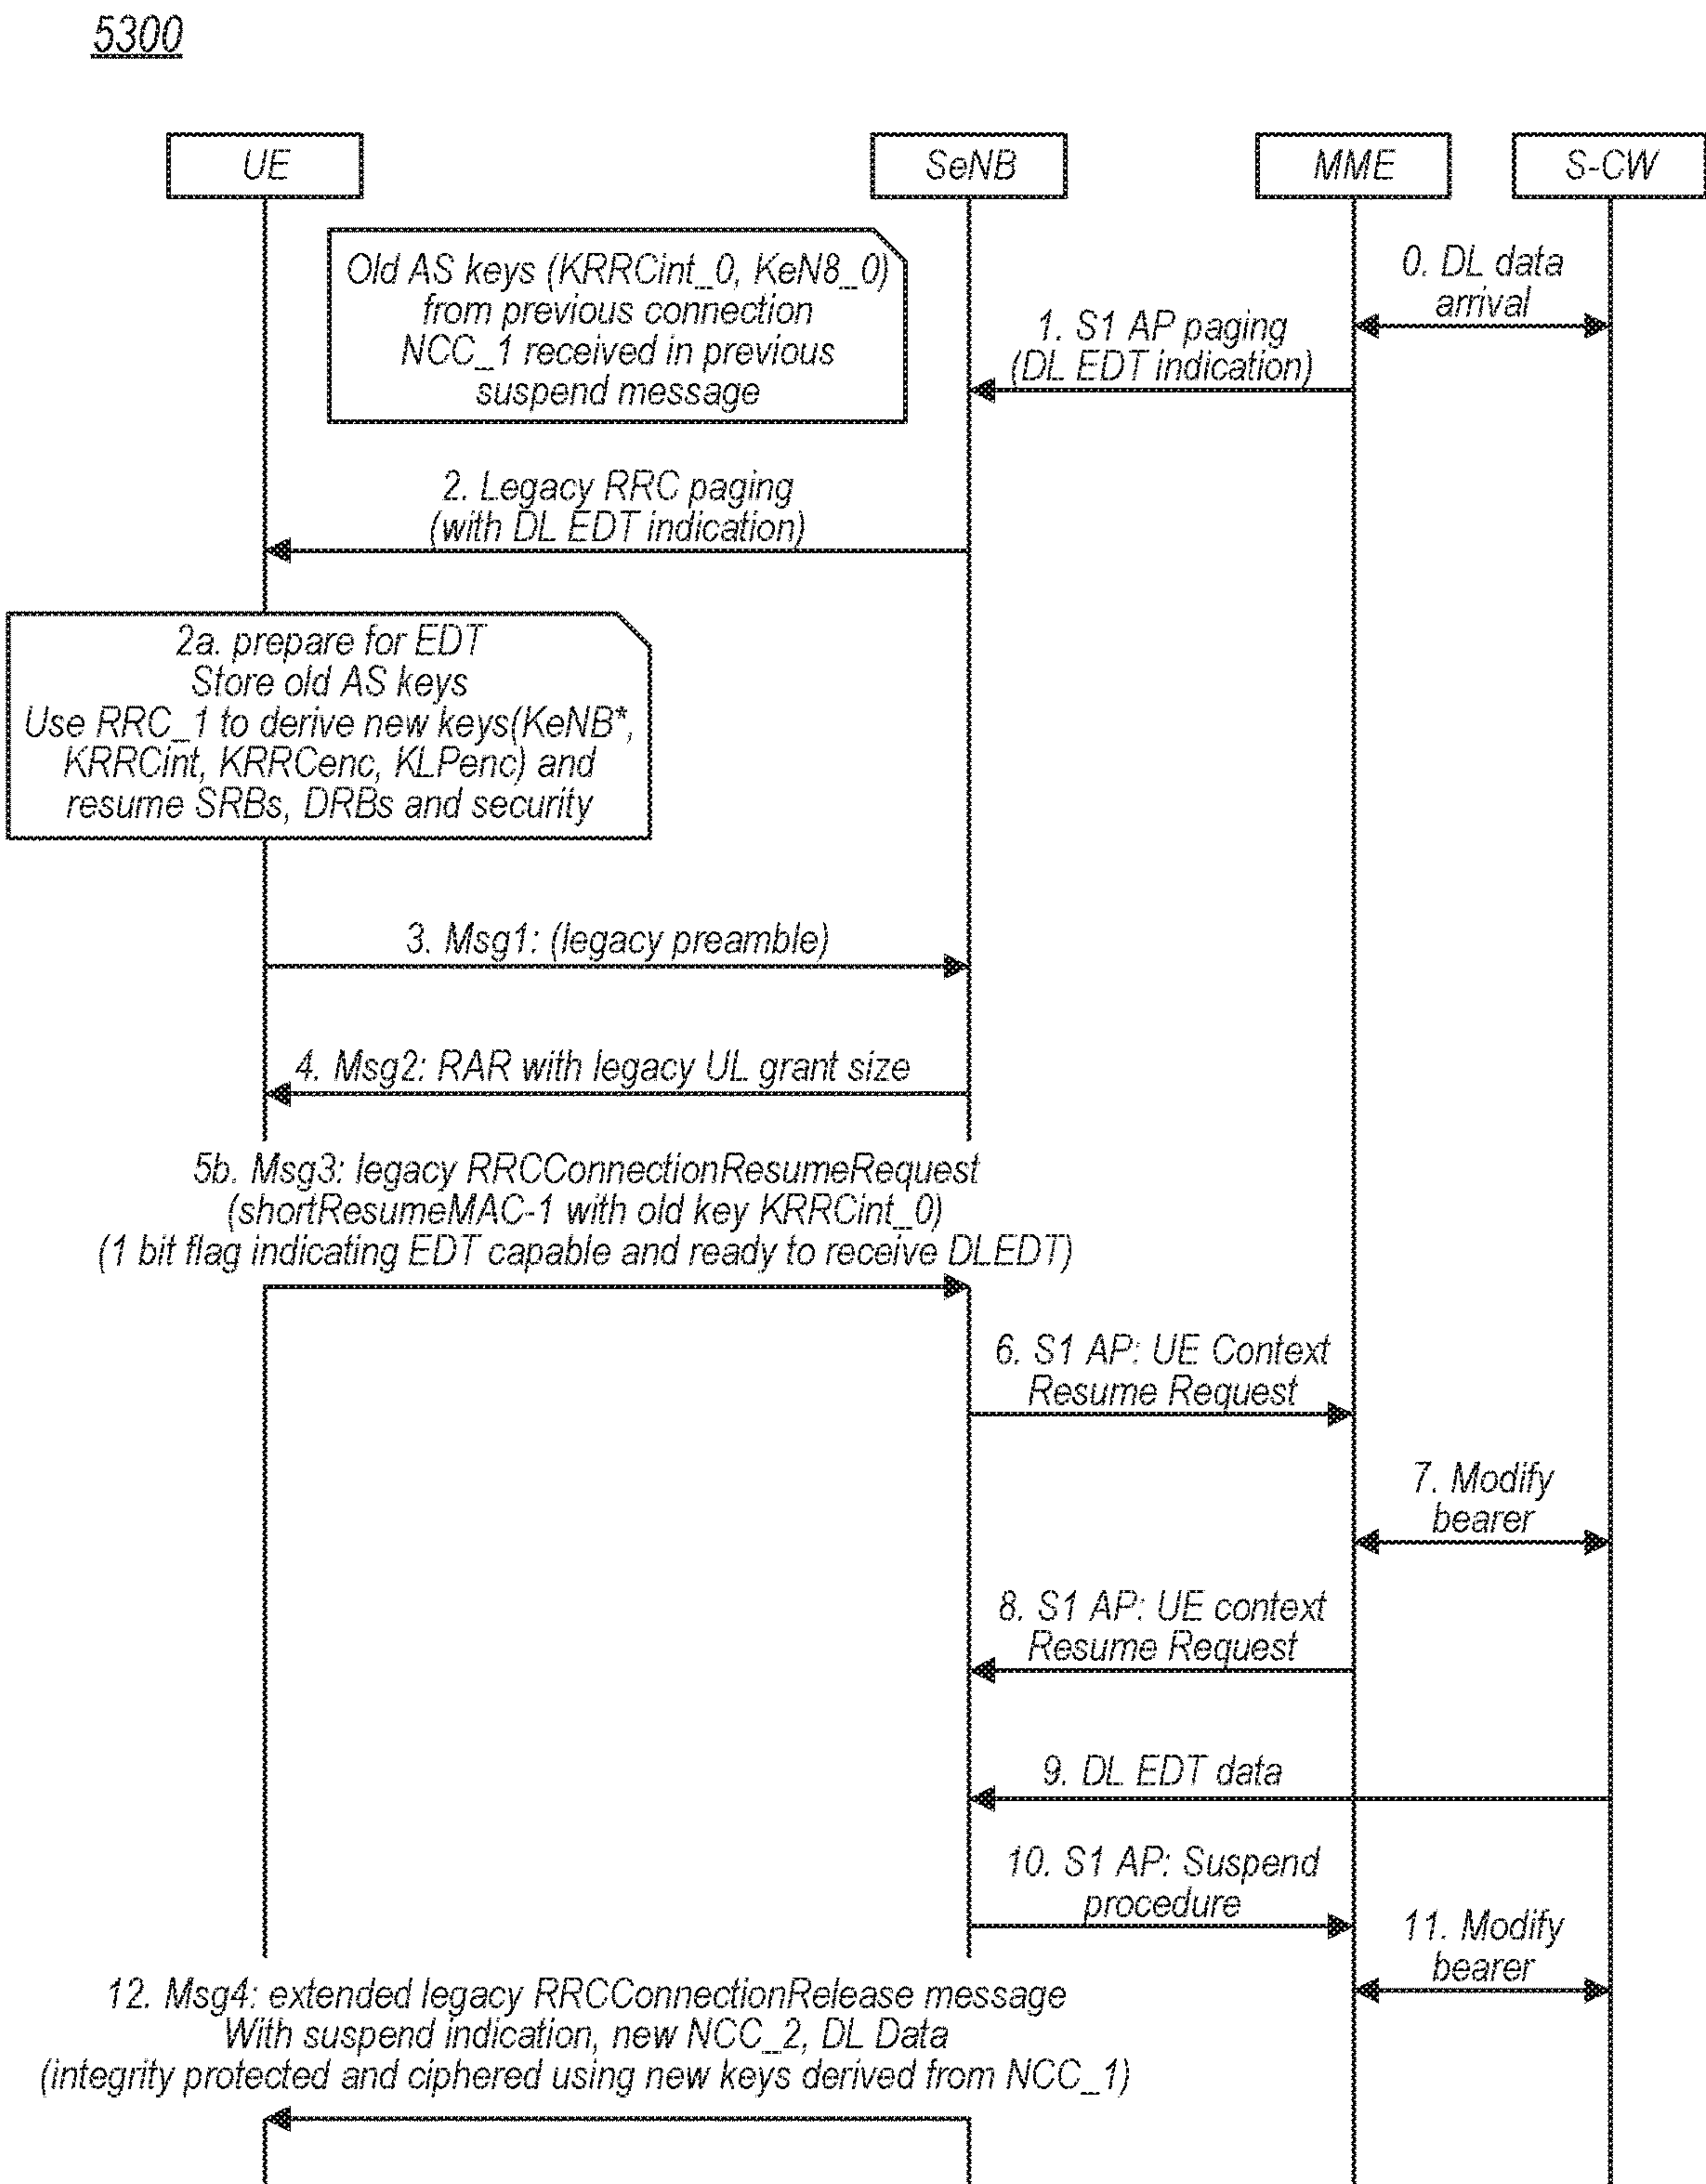 5300
UE
SeNB
MME
S-CW
Old AS keys (KRRCint_0, KeN8_0)
from previous connection
NCC_1 received in previous
suspend message
0. DL data
arrival
1. S1 AP paging
(DL EDT indication)
2. Legacy RRC paging
(with DL EDT indication)
2a. prepare for EDT
Store old AS keys
Use RRC_1 to derive new keys(KeNB*,
KRRCint, KRRCenc, KLPenc) and
resume SRBs, DRBs and security
3. Msg1: (legacy preamble)
4. Msg2: RAR with legacy UL grant size
5b. Msg3: legacy RRCConnectionResumeRequest
(shortResumeMAC-1 with old key KRRCint_0)
(1 bit flag indicating EDT capable and ready to receive DLEDT)
6. S1 AP: UE Context
Resume Request
7. Modify
bearer
8. S1 AP: UE context
Resume Request
9. DL EDT data
10. S1 AP: Suspend
procedure
11. Modify
bearer
12. Msg4: extended legacy RRCConnectionRelease message
With suspend indication, new NCC_2, DL Data
(integrity protected and ciphered using new keys derived from NCC_1)